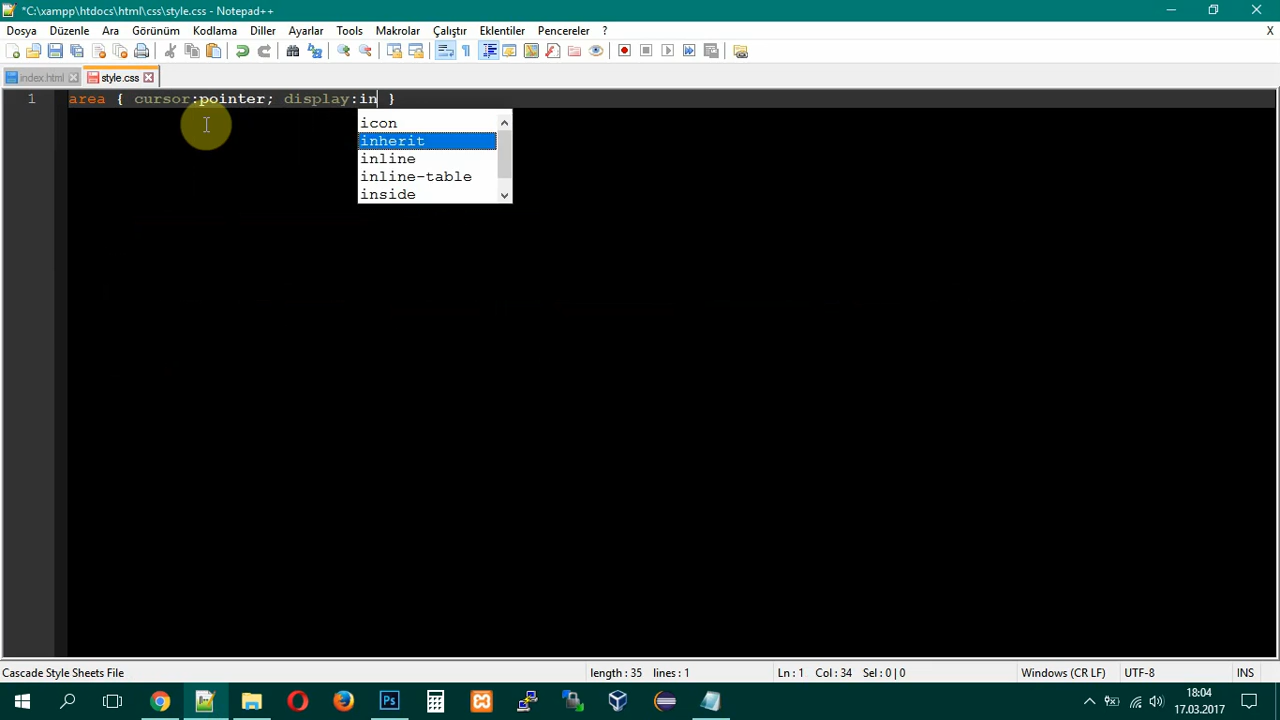 *C:\xampp\htdocs\html\css\style.css - Notepad++
Dosya Düzenle Ara Görünüm Kodlama Diller Ayarlar Tools Makrolar Çalıştır Eklentiler Pencereler ? X
index.html style.css
1 area { cursor:pointer; display:in }
icon
inherit
inline
inline-table
inside
Cascade Style Sheets File length : 35 lines : 1 Ln : 1 Col : 34 Sel : 0 | 0 Windows (CR LF) UTF-8 INS
Ps
18:04
17.03.2017